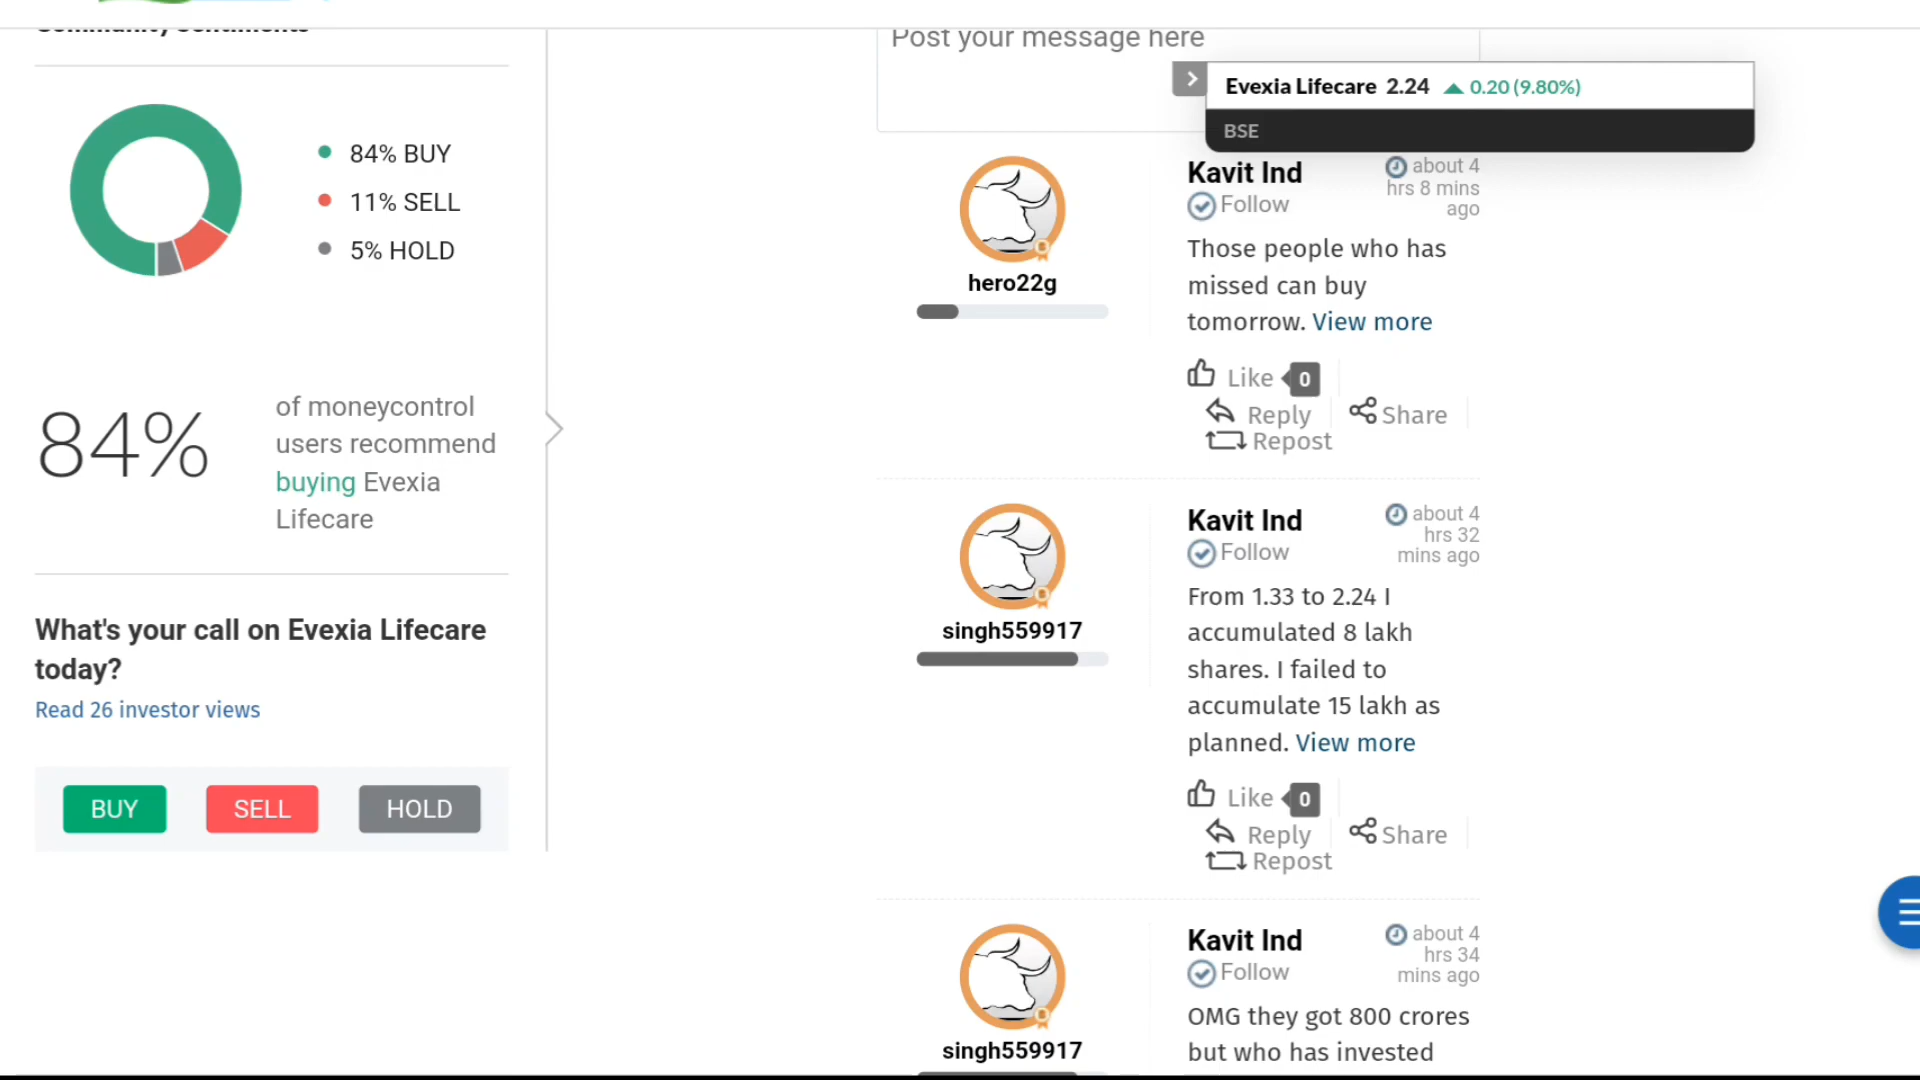 Community Sentiments
84% BUY
11% SELL
5% HOLD
84%
of moneycontrol
users recommend
buying Evexia
Lifecare
What's your call on Evexia Lifecare
today?
Read 26 investor views
BUY
SELL
HOLD
Post your message here
Evexia Lifecare 2.24 0.20 (9.80%)
BSE
hero22g
Kavit Ind
Follow
about 4
hrs 8 mins
ago
Those people who has
missed can buy
tomorrow. View more
Like 0
Reply Share
Repost
singh559917
Kavit Ind
Follow
about 4
hrs 32
mins ago
From 1.33 to 2.24 I
accumulated 8 lakh
shares. I failed to
accumulate 15 lakh as
planned. View more
Like 0
Reply Share
Repost
singh559917
Kavit Ind
Follow
about 4
hrs 34
mins ago
OMG they got 800 crores
but who has invested